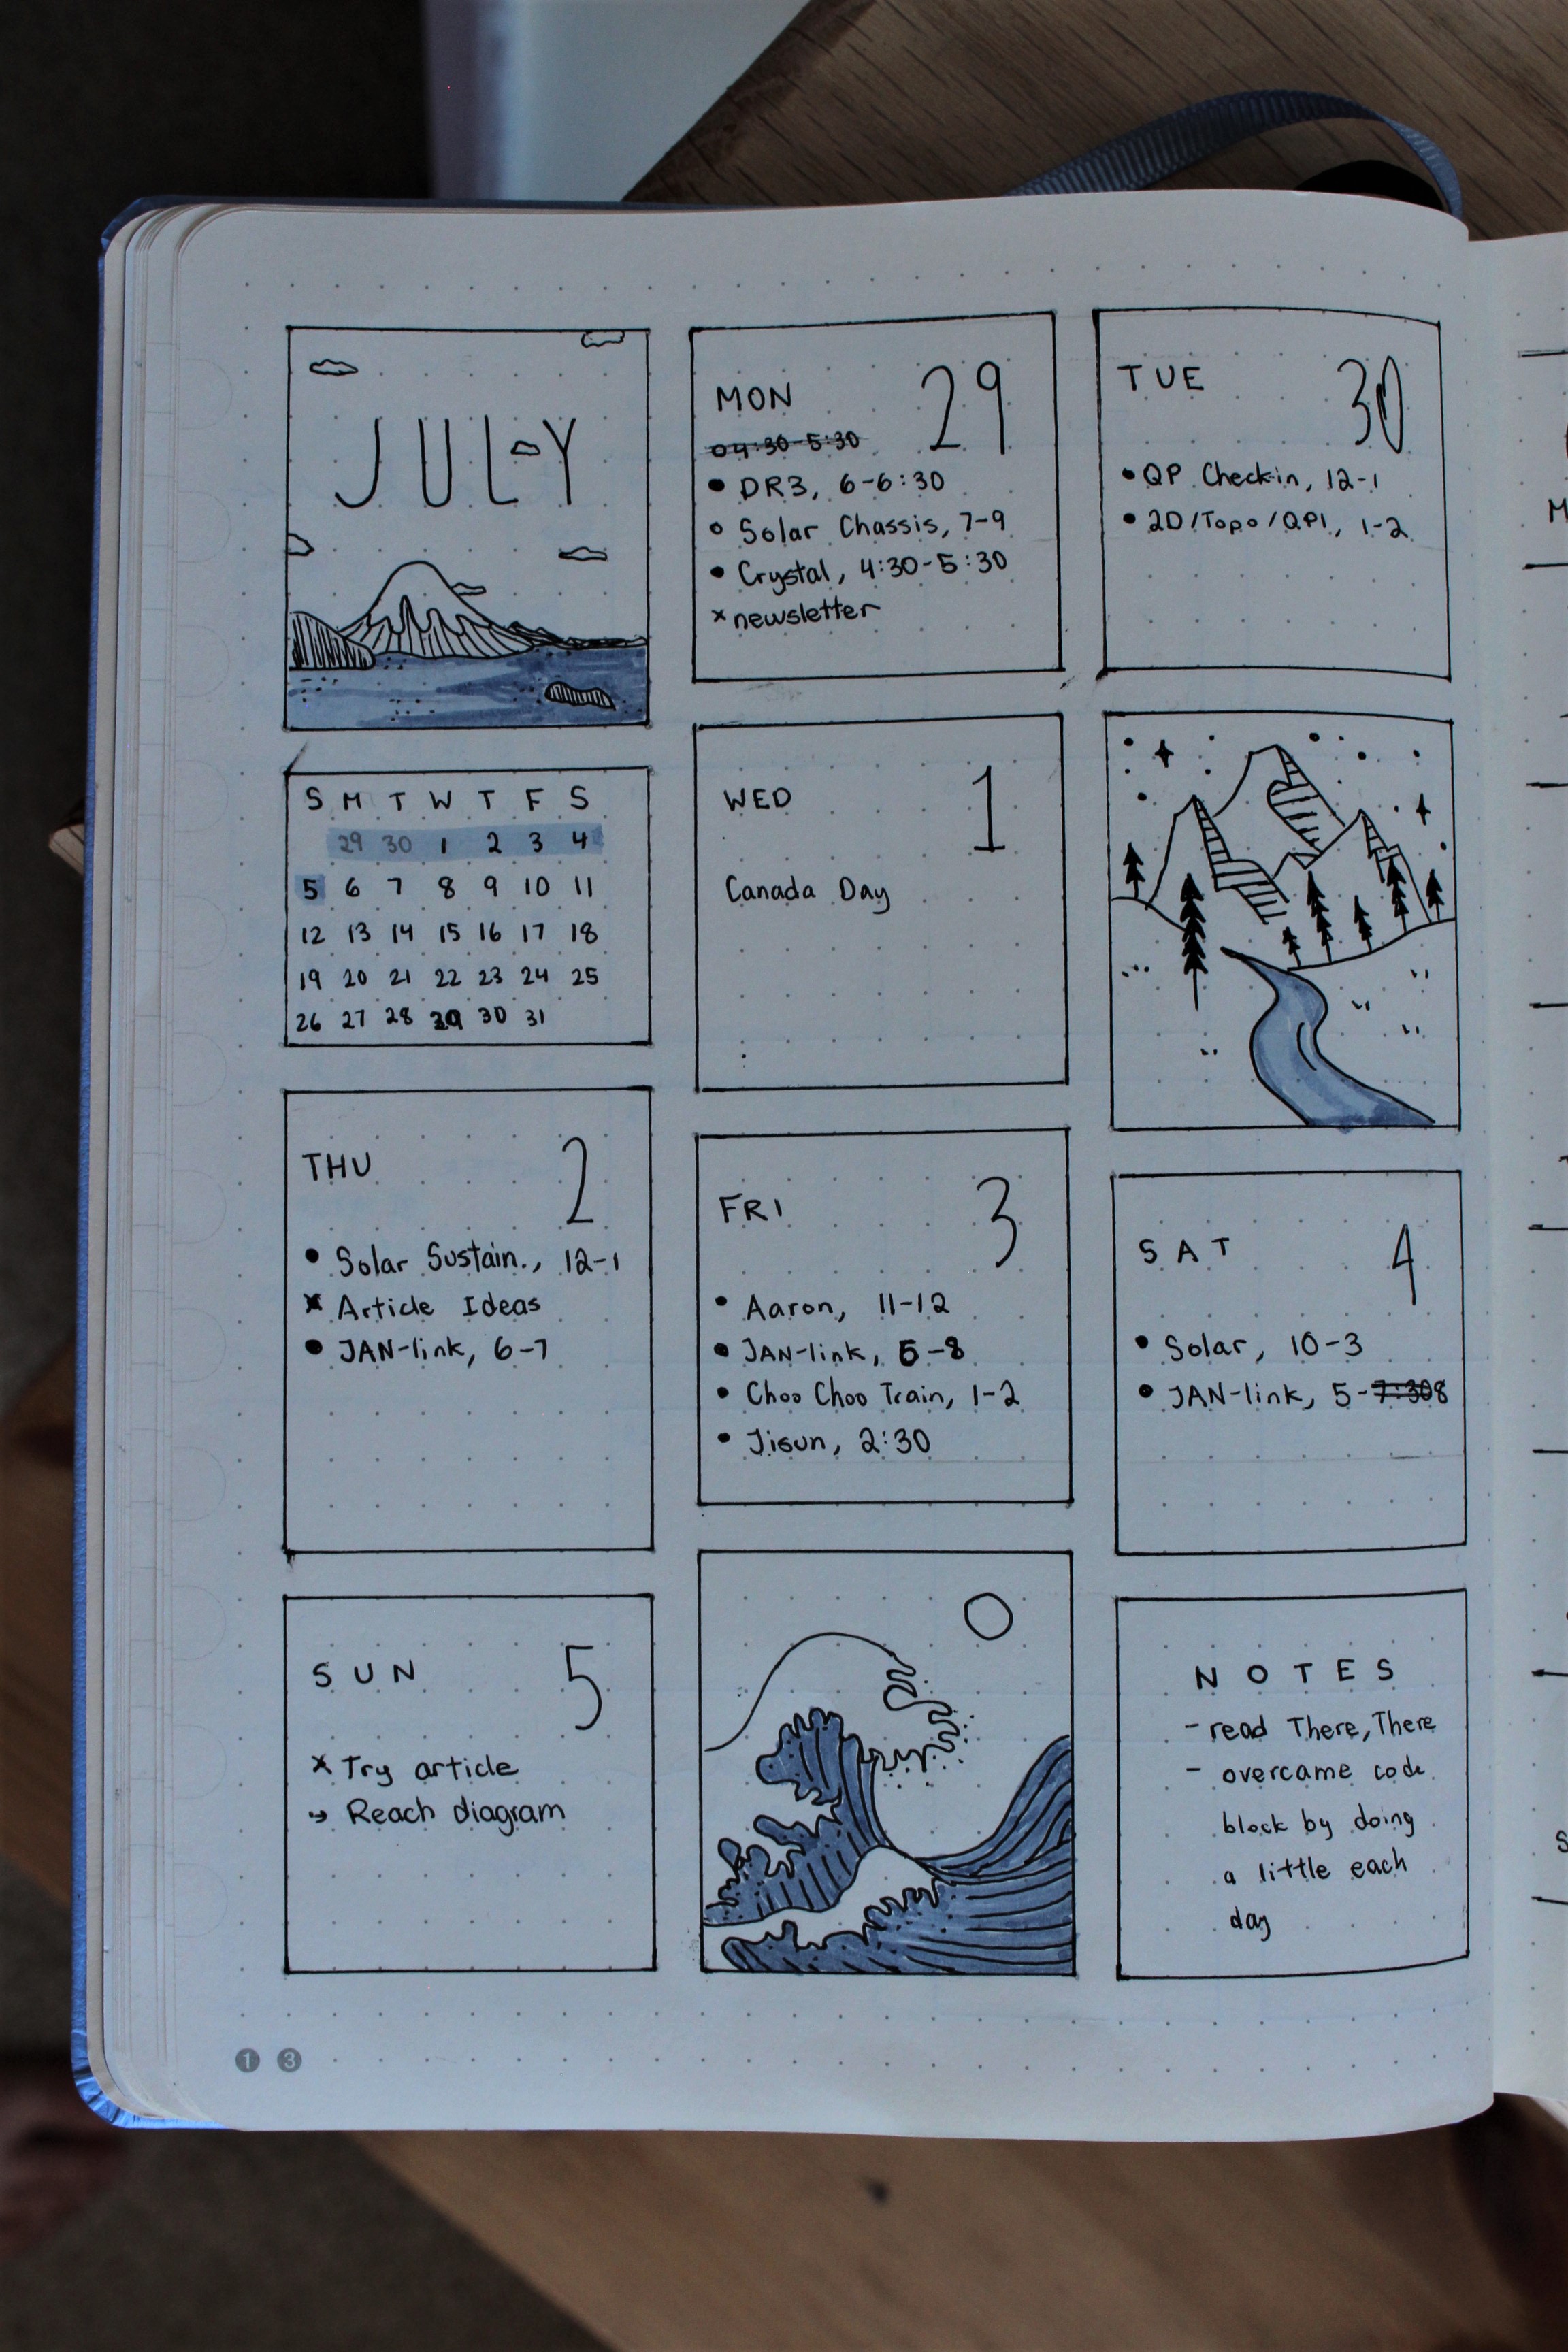 JULY
MON 29
04:30-5:30
• DR3, 6-6:30
○ Solar Chassis, 7-9
• Crystal, 4:30-5:30
× newsletter
TUE 30
• QP Check-in, 12-1
• 2D/Topo/QPI, 1-2
S M T W T F S
29 30 1 2 3 4
5 6 7 8 9 10 11
12 13 14 15 16 17 18
19 20 21 22 23 24 25
26 27 28 29 30 31
WED 1
Canada Day
THU 2
• Solar Sustain., 12-1
× Article Ideas
• JAN-link, 6-7
FRI 3
• Aaron, 11-12
• JAN-link, 5-8
• Choo Choo Train, 1-2
• Jisun, 2:30
SAT 4
• Solar, 10-3
• JAN-link, 5-7:30 8
SUN 5
× Try article
↪ Reach diagram
NOTES
- read There, There
- overcame code
block by doing
a little each
day
1 3
M
S